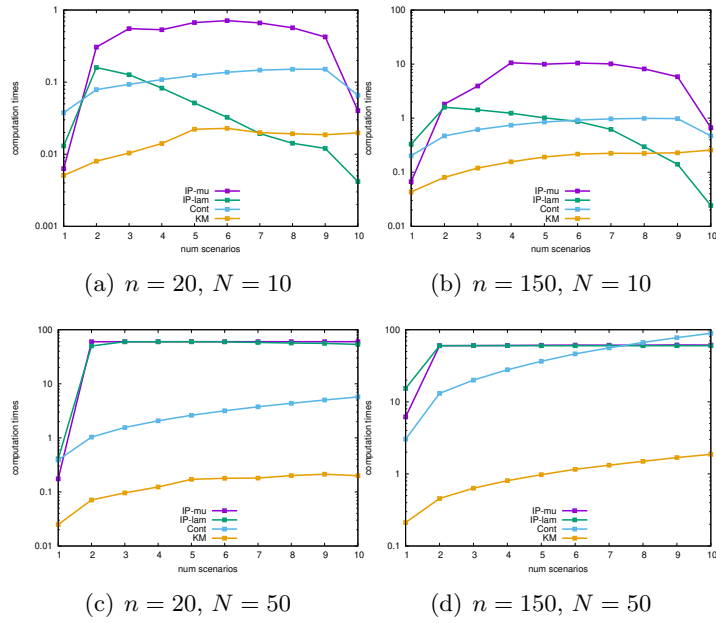 1
0.1
0.01
0.001
computation times
1 2 3 4 5 6 7 8 9 10
num scenarios
IP-mu
IP-lam
Cont
KM
(a) n = 20, N = 10
100
10
1
0.1
0.01
computation times
1 2 3 4 5 6 7 8 9 10
num scenarios
IP-mu
IP-lam
Cont
KM
(b) n = 150, N = 10
100
10
1
0.1
0.01
computation times
1 2 3 4 5 6 7 8 9 10
num scenarios
IP-mu
IP-lam
Cont
KM
(c) n = 20, N = 50
100
10
1
0.1
computation times
1 2 3 4 5 6 7 8 9 10
num scenarios
IP-mu
IP-lam
Cont
KM
(d) n = 150, N = 50